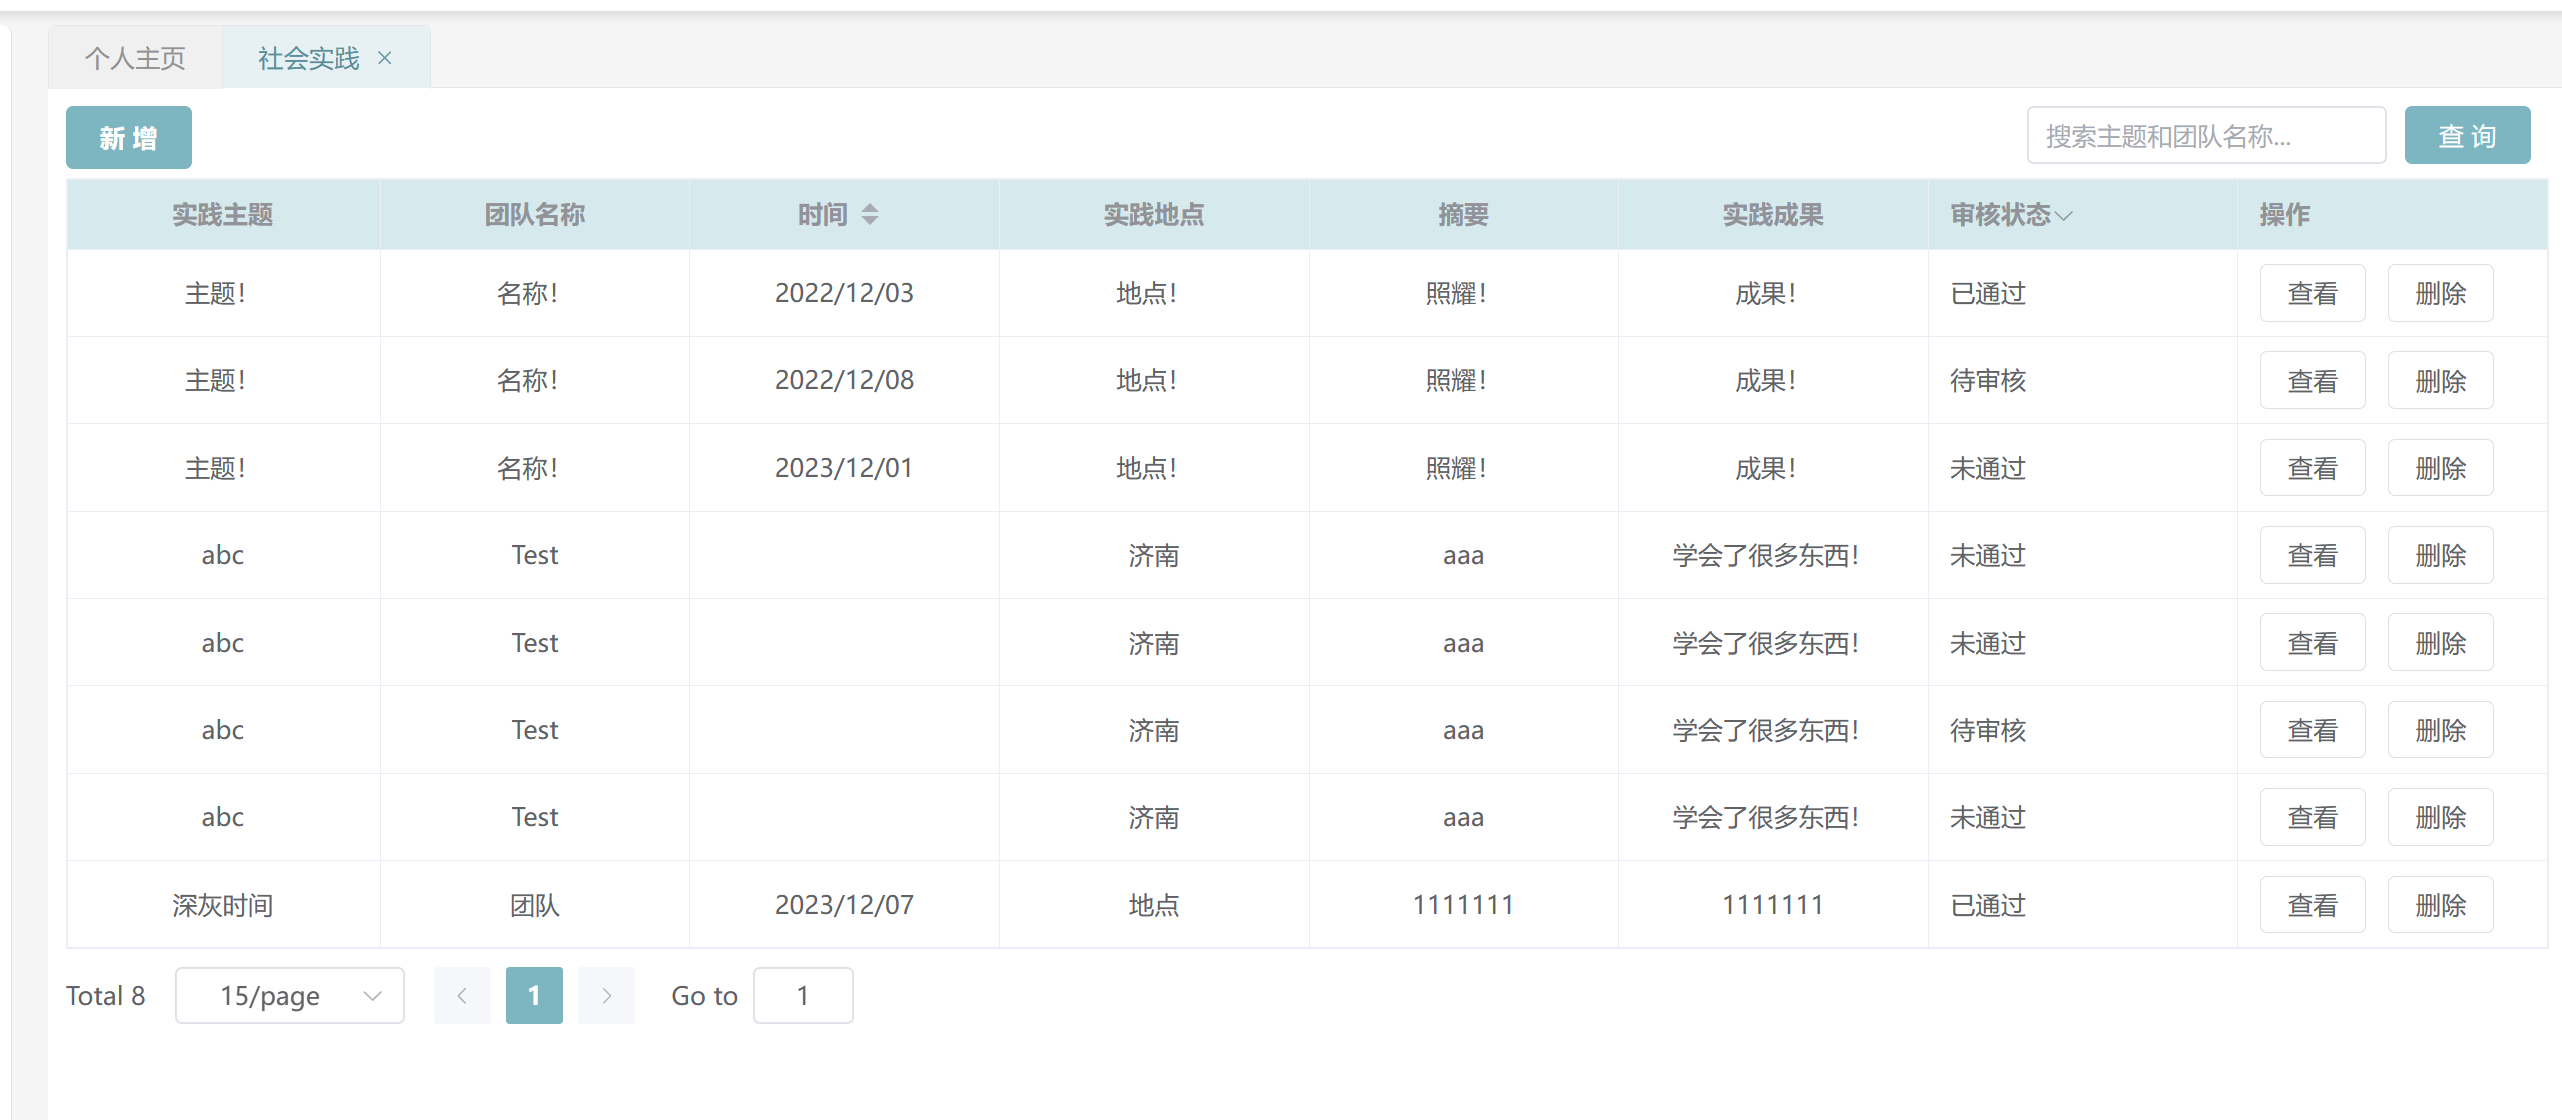 个人主页 社会实践
新 增 搜索主题和团队名称... 查 询
实践主题 团队名称 时间 实践地点 摘要 实践成果 审核状态 操作
主题! 名称! 2022/12/03 地点! 照耀! 成果! 已通过 查看 删除
主题! 名称! 2022/12/08 地点! 照耀! 成果! 待审核 查看 删除
主题! 名称! 2023/12/01 地点! 照耀! 成果! 未通过 查看 删除
abc Test 济南 aaa 学会了很多东西! 未通过 查看 删除
abc Test 济南 aaa 学会了很多东西! 未通过 查看 删除
abc Test 济南 aaa 学会了很多东西! 待审核 查看 删除
abc Test 济南 aaa 学会了很多东西! 未通过 查看 删除
深灰时间 团队 2023/12/07 地点 1111111 1111111 已通过 查看 删除
Total 8 15/page 1 Go to 1